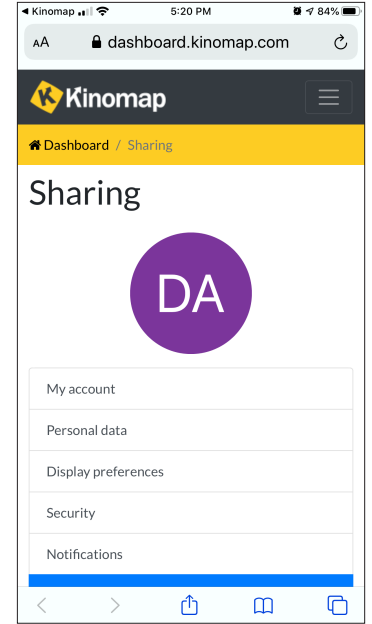 Kinomap
5:20 PM
84%
AA
dashboard.kinomap.com
Kinomap
Dashboard / Sharing
Sharing
DA
My account
Personal data
Display preferences
Security
Notifications